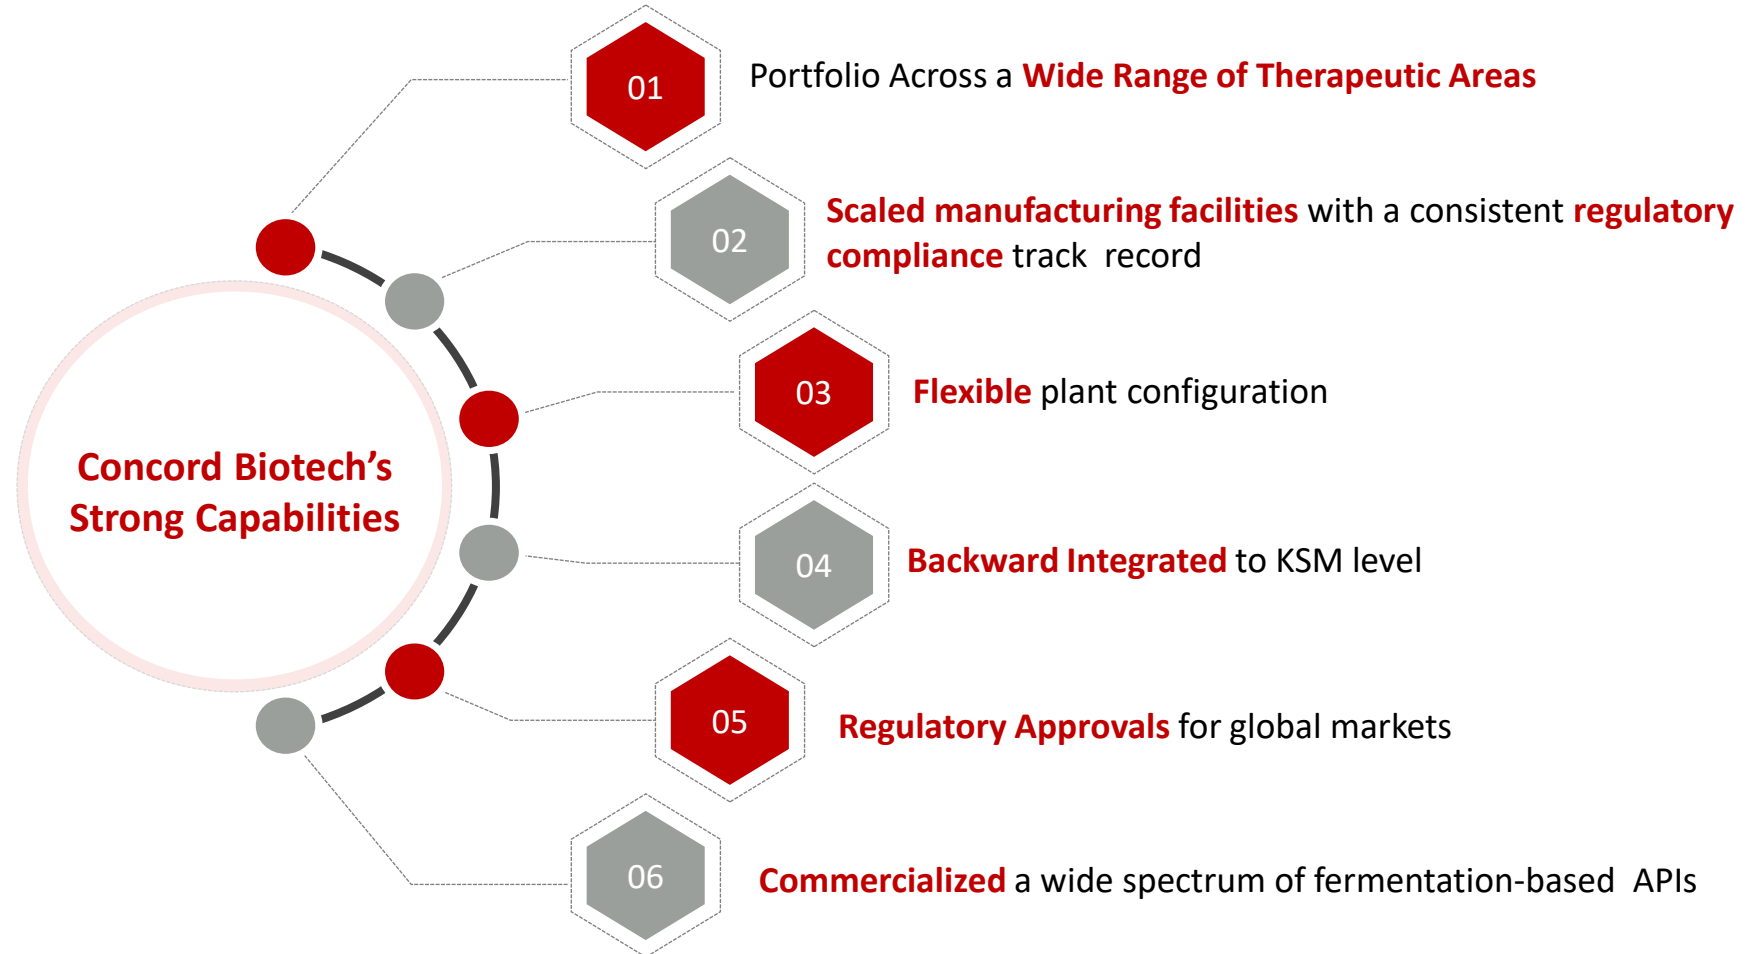 01
Portfolio Across a Wide Range of Therapeutic Areas
02
Scaled manufacturing facilities with a consistent regulatory
compliance track record
03
Flexible plant configuration
Concord Biotech’s
Strong Capabilities
04
Backward Integrated to KSM level
05
Regulatory Approvals for global markets
06
Commercialized a wide spectrum of fermentation-based APIs